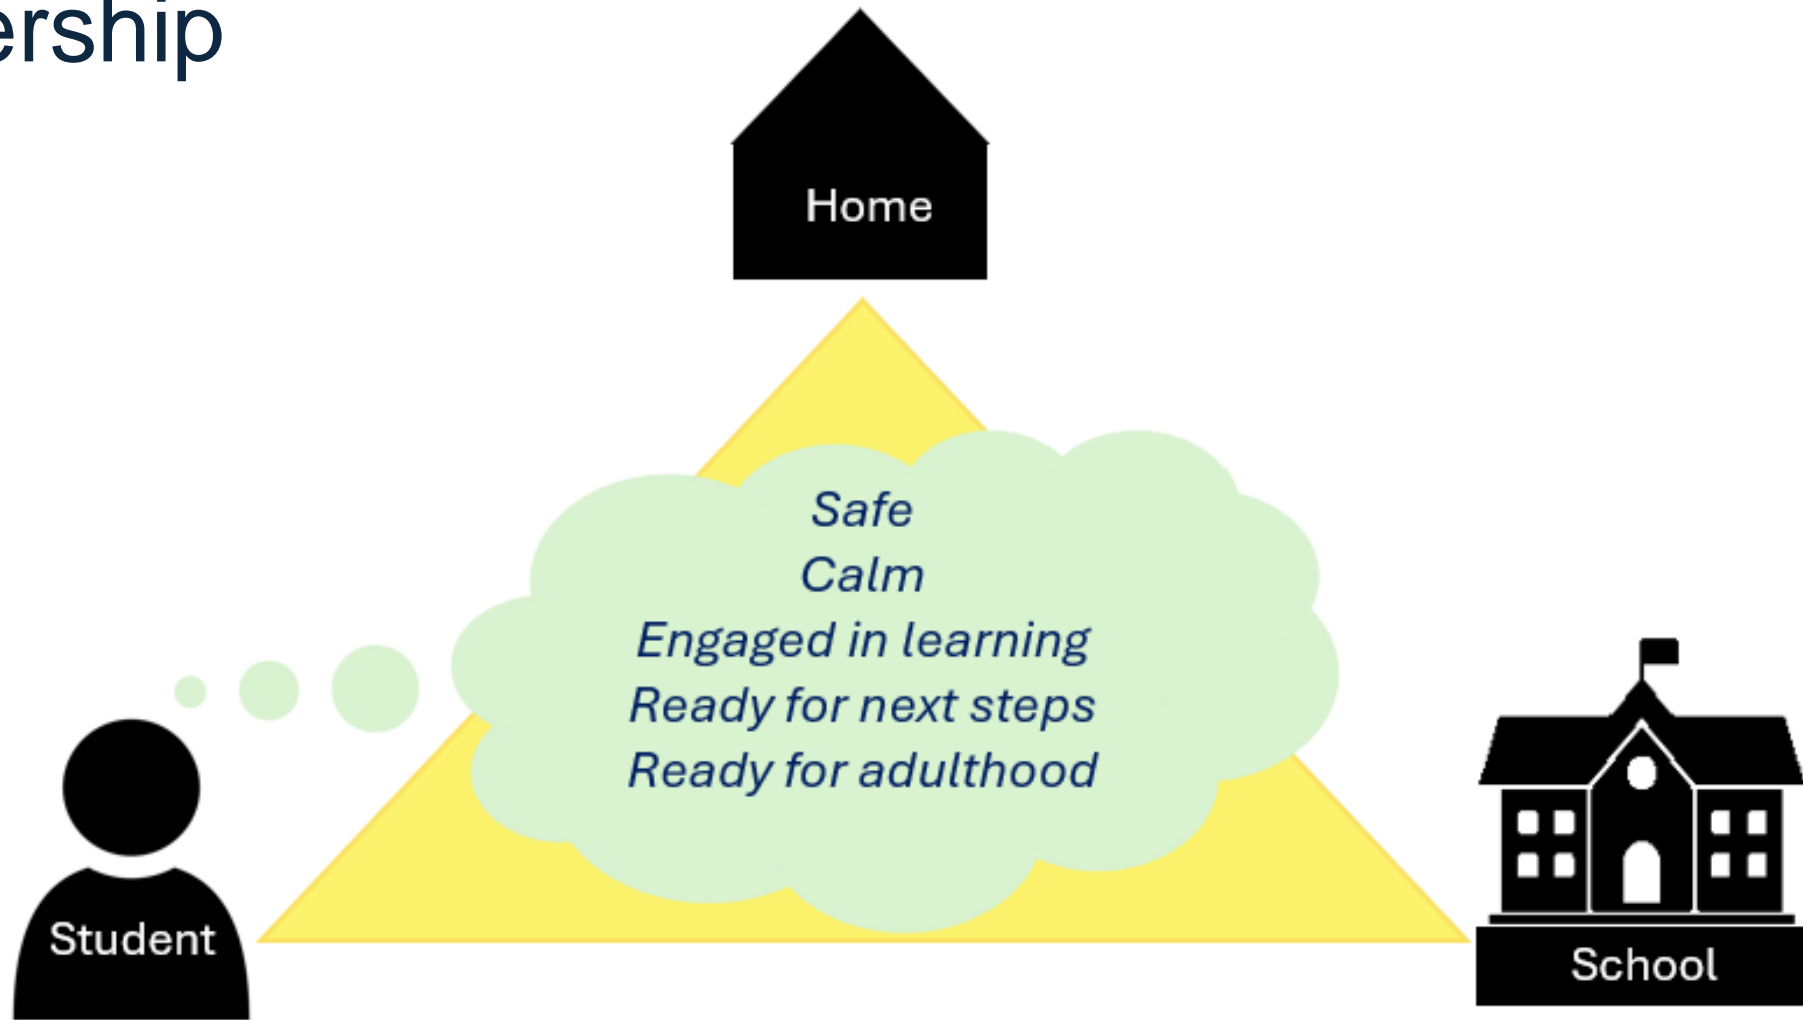 ership
Home
Safe
Calm
Engaged in learning
Ready for next steps
Ready for adulthood
Student
School